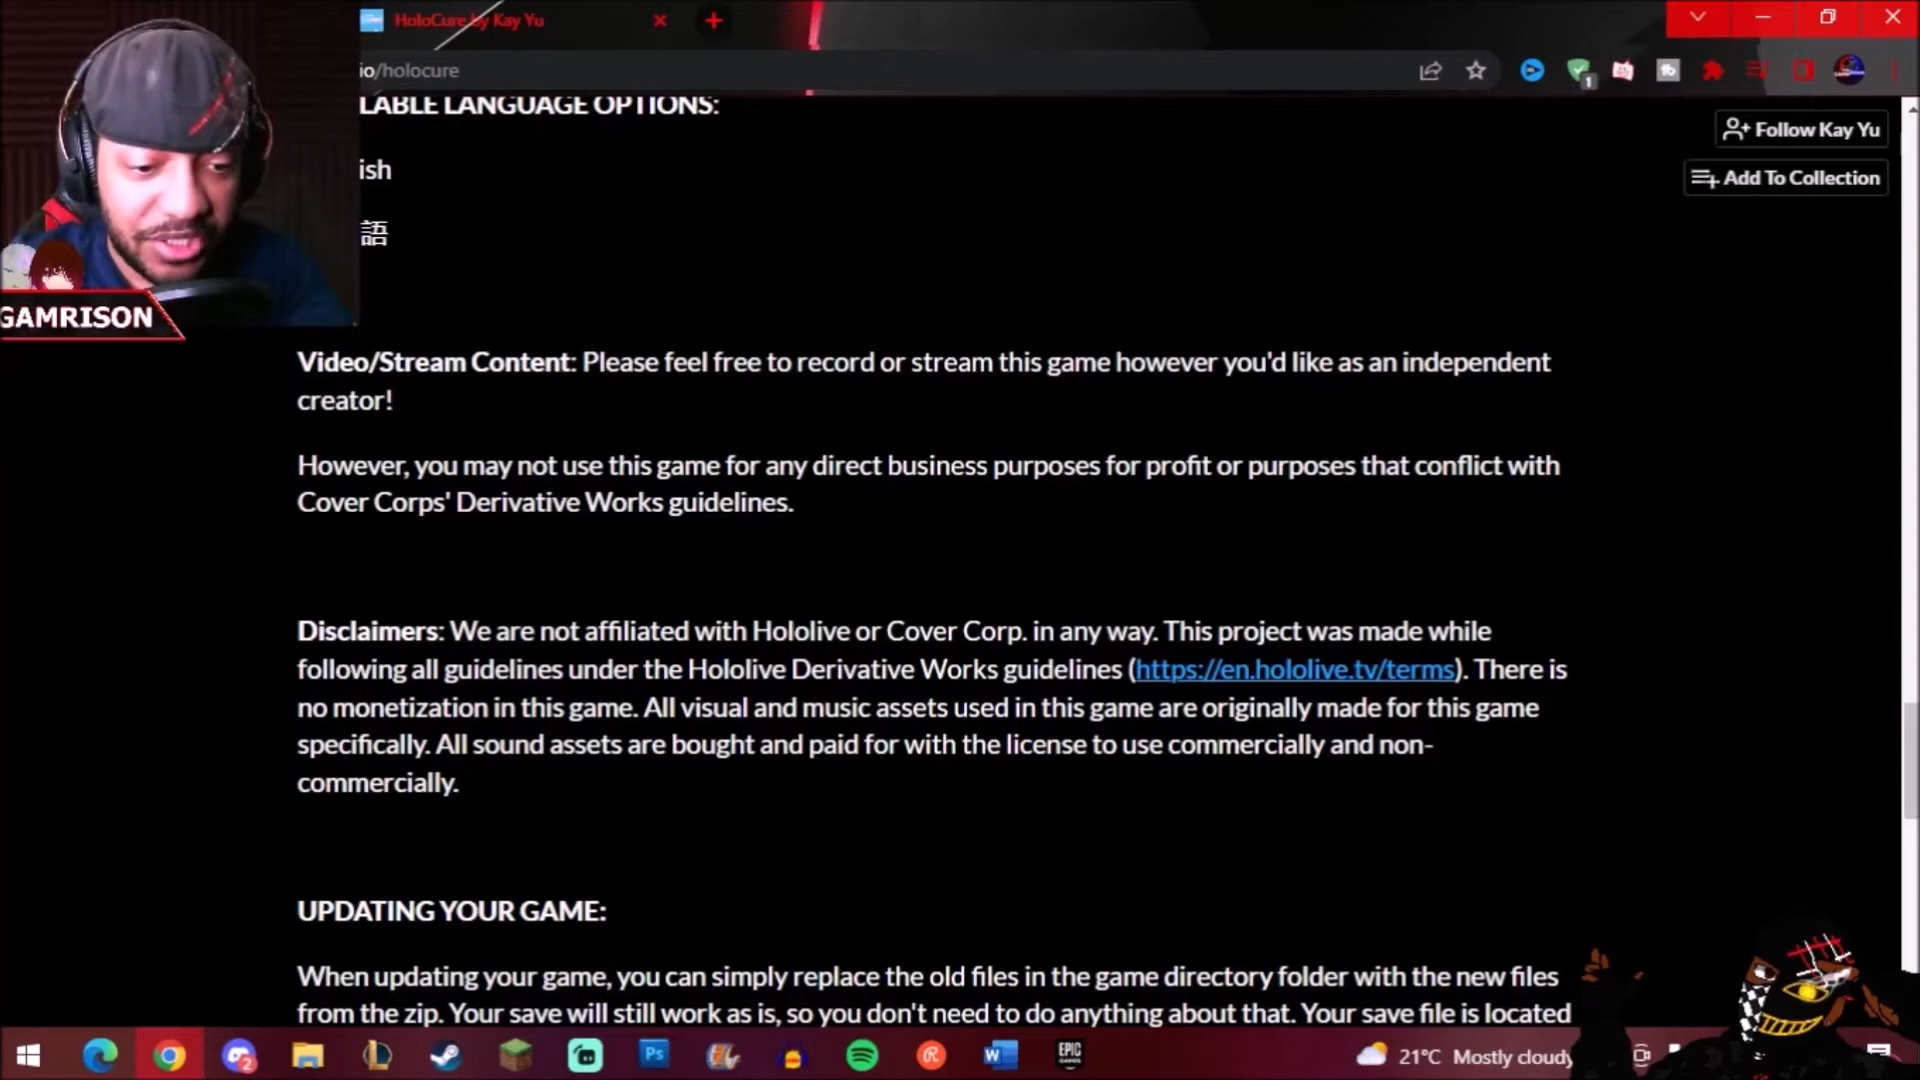 HoloCure by Kay Yu
io/holocure
LABLE LANGUAGE OPTIONS:
Follow Kay Yu
Add To Collection
ish
語
GAMRISON
Video/Stream Content: Please feel free to record or stream this game however you'd like as an independent
creator!
However, you may not use this game for any direct business purposes for profit or purposes that conflict with
Cover Corps' Derivative Works guidelines.
Disclaimers: We are not affiliated with Hololive or Cover Corp. in any way. This project was made while
following all guidelines under the Hololive Derivative Works guidelines (https://en.hololive.tv/terms). There is
no monetization in this game. All visual and music assets used in this game are originally made for this game
specifically. All sound assets are bought and paid for with the license to use commercially and non-
commercially.
UPDATING YOUR GAME:
When updating your game, you can simply replace the old files in the game directory folder with the new files
from the zip. Your save will still work as is, so you don't need to do anything about that. Your save file is located
21°C Mostly cloudy
1
2
Ps
W
EPIC
GAMES